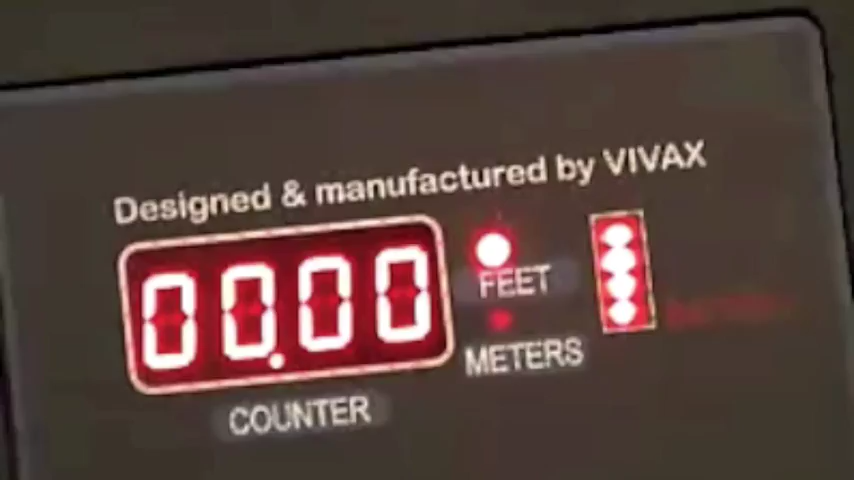 Designed & manufactured by VIVAX
00.00
FEET
METERS
COUNTER